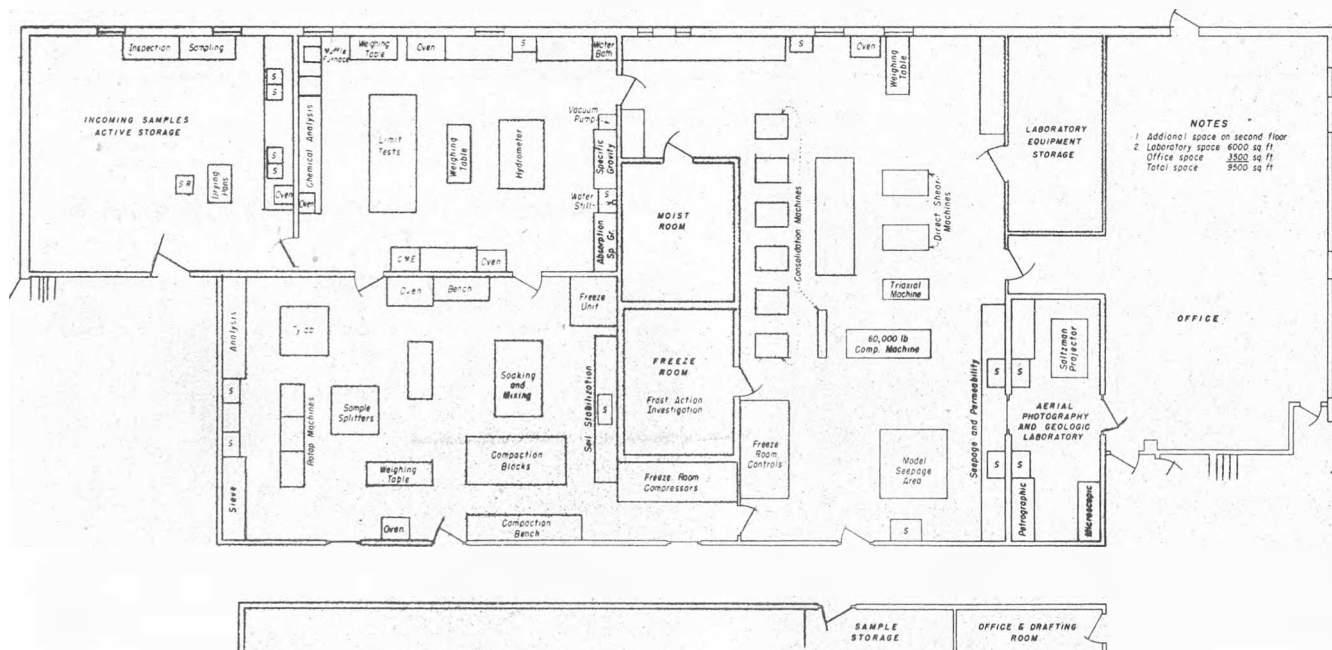 Inspection
Sampling
INCOMING SAMPLES
ACTIVE STORAGE
S R
Drying
Pans
S
S
S
S
Oven
Muffle
Furnace
Chemical Analysis
Oven
Weighing
Table
Oven
S
Water
Bath
Limit
Tests
Weighing
Table
Hydrometer
Vacuum
Pump
Specific
Gravity
S
Water
Still
Absorption
Sp. Gr.
C.M.E.
Oven
Analysis
S
S
Sieve
Oven
Bench
Freeze
Unit
Rotap Machines
Sample
Splitters
Soaking
and
Mixing
Soil Stabilization
S
Weighing
Table
Compaction
Blocks
Oven
Compaction
Bench
MOIST
ROOM
FREEZE
ROOM
Frost Action
Investigation
Freeze Room
Compressors
Freeze
Room
Controls
S
Oven
Weighing
Table
Consolidation Machines
Direct Shear
Machines
Triaxial
Machine
60,000 lb
Comp. Machine
Model
Seepage
Area
S
Seepage and Permeability
S
S
LABORATORY
EQUIPMENT
STORAGE
S
Saltzman
Projector
AERIAL
PHOTOGRAPHY
AND GEOLOGIC
LABORATORY
S
Petrographic
Microscopic
NOTES
1 Addional space on second floor
2. Laboratory space 6000 sq ft
Office space 3500 sq ft
Total space 9500 sq ft
OFFICE
SAMPLE
STORAGE
OFFICE & DRAFTING
ROOM